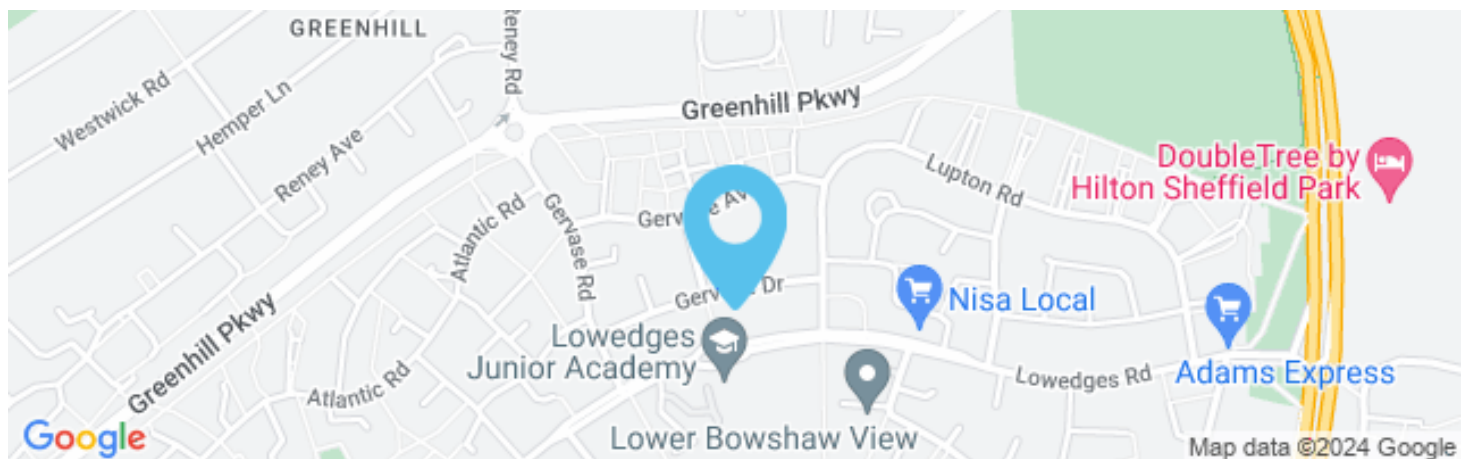 GREENHILL
Reney Rd
Westwick Rd
Hemper Ln
Reney Ave
Greenhill Pkwy
Lupton Rd
DoubleTree by
Hilton Sheffield Park
Atlantic Rd
Gervase Rd
Gervase Dr
Nisa Local
Greenhill Pkwy
Lowedges
Junior Academy
Atlantic Rd
Lowedges Rd
Adams Express
Lower Bowshaw View
Google
Map data ©2024 Google